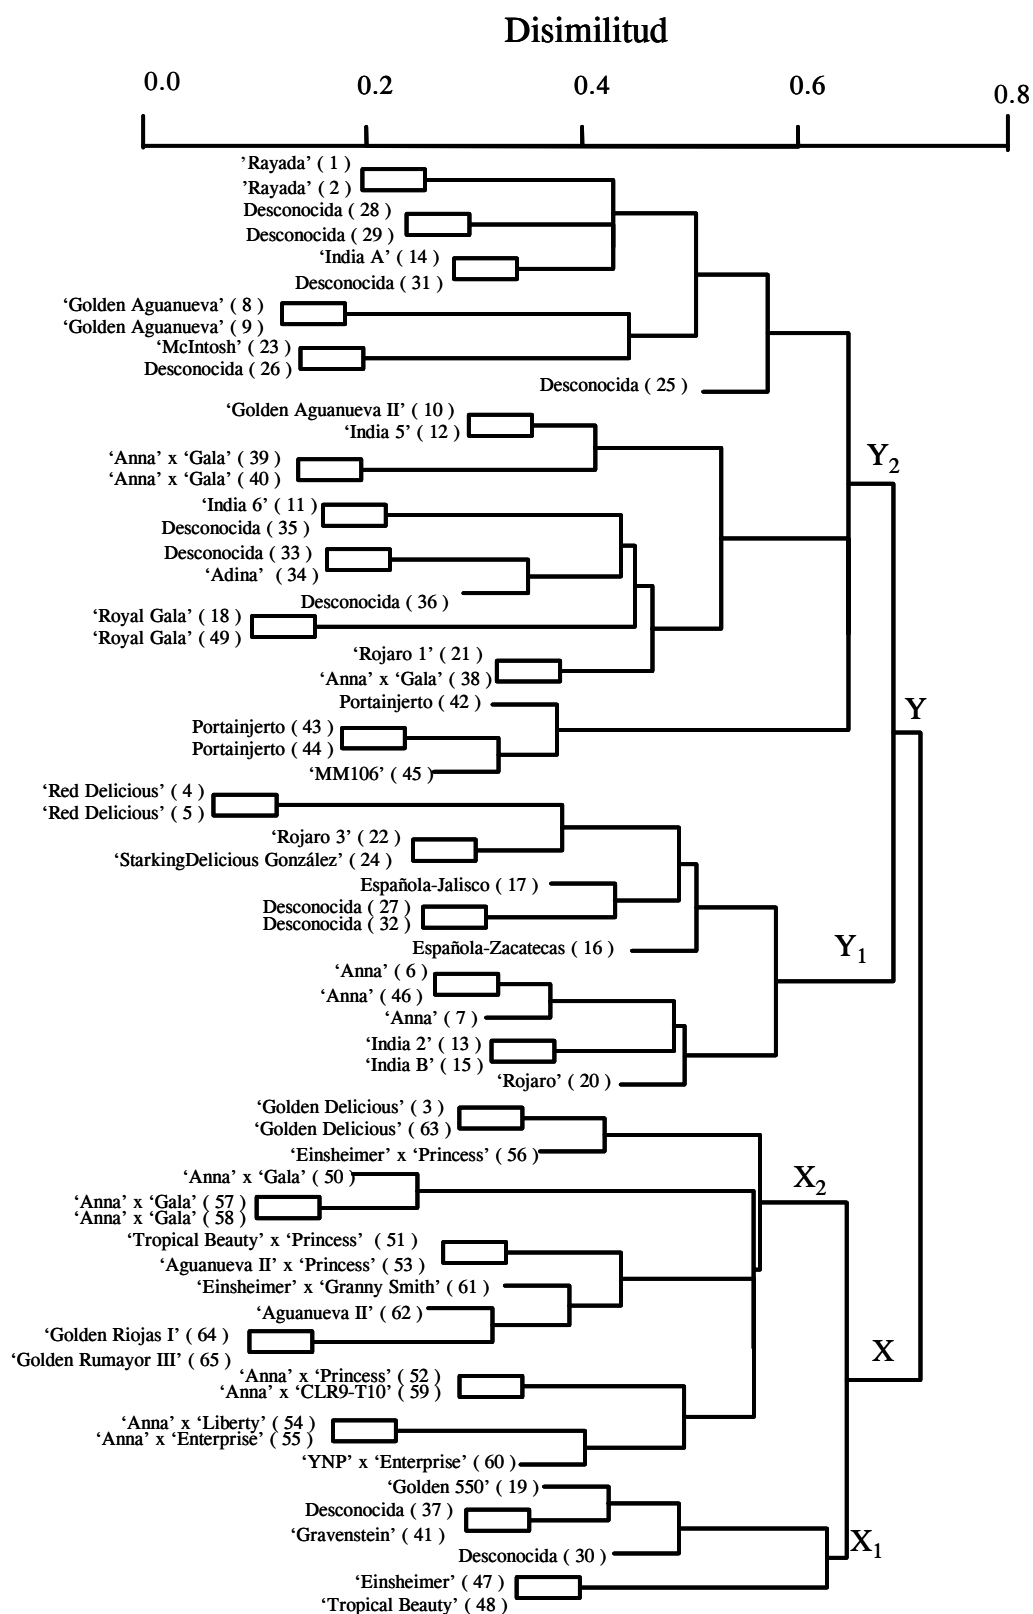 Disimilitud
0.0 0.2 0.4 0.6 0.8
’Rayada’ ( 1 )
’Rayada’ ( 2 )
Desconocida ( 28 )
Desconocida ( 29 )
‘India A’ ( 14 )
Desconocida ( 31 )
‘Golden Aguanueva’ ( 8 )
‘Golden Aguanueva’ ( 9 )
‘McIntosh’ ( 23 )
Desconocida ( 26 )
Desconocida ( 25 )
‘Golden Aguanueva II’ ( 10 )
‘India 5’ ( 12 )
Y2
‘Anna’ x ‘Gala’ ( 39 )
‘Anna’ x ‘Gala’ ( 40 )
‘India 6’ ( 11 )
Desconocida ( 35 )
Desconocida ( 33 )
‘Adina’ ( 34 )
Desconocida ( 36 )
‘Royal Gala’ ( 18 )
‘Royal Gala’ ( 49 )
‘Rojaro 1’ ( 21 )
‘Anna’ x ‘Gala’ ( 38 )
Portainjerto ( 42 )
Y
Portainjerto ( 43 )
Portainjerto ( 44 )
‘MM106’ ( 45 )
‘Red Delicious’ ( 4 )
‘Red Delicious’ ( 5 )
‘Rojaro 3’ ( 22 )
‘StarkingDelicious González’ ( 24 )
Española-Jalisco ( 17 )
Desconocida ( 27 )
Desconocida ( 32 )
Española-Zacatecas ( 16 )
Y1
‘Anna’ ( 6 )
‘Anna’ ( 46 )
‘Anna’ ( 7 )
‘India 2’ ( 13 )
‘India B’ ( 15 )
‘Rojaro’ ( 20 )
‘Golden Delicious’ ( 3 )
‘Golden Delicious’ ( 63 )
‘Einsheimer’ x ‘Princess’ ( 56 )
‘Anna’ x ‘Gala’ ( 50 )
X2
‘Anna’ x ‘Gala’ ( 57 )
‘Anna’ x ‘Gala’ ( 58 )
‘Tropical Beauty’ x ‘Princess’ ( 51 )
‘Aguanueva II’ x ‘Princess’ ( 53 )
‘Einsheimer’ x ‘Granny Smith’ ( 61 )
‘Aguanueva II’ ( 62 )
‘Golden Riojas I’ ( 64 )
‘Golden Rumayor III’ ( 65 )
X
‘Anna’ x ‘Princess’ ( 52 )
‘Anna’ x ‘CLR9-T10’ ( 59 )
‘Anna’ x ‘Liberty’ ( 54 )
‘Anna’ x ‘Enterprise’ ( 55 )
‘YNP’ x ‘Enterprise’ ( 60 )
‘Golden 550’ ( 19 )
Desconocida ( 37 )
‘Gravenstein’ ( 41 )
X1
Desconocida ( 30 )
‘Einsheimer’ ( 47 )
‘Tropical Beauty’ ( 48 )